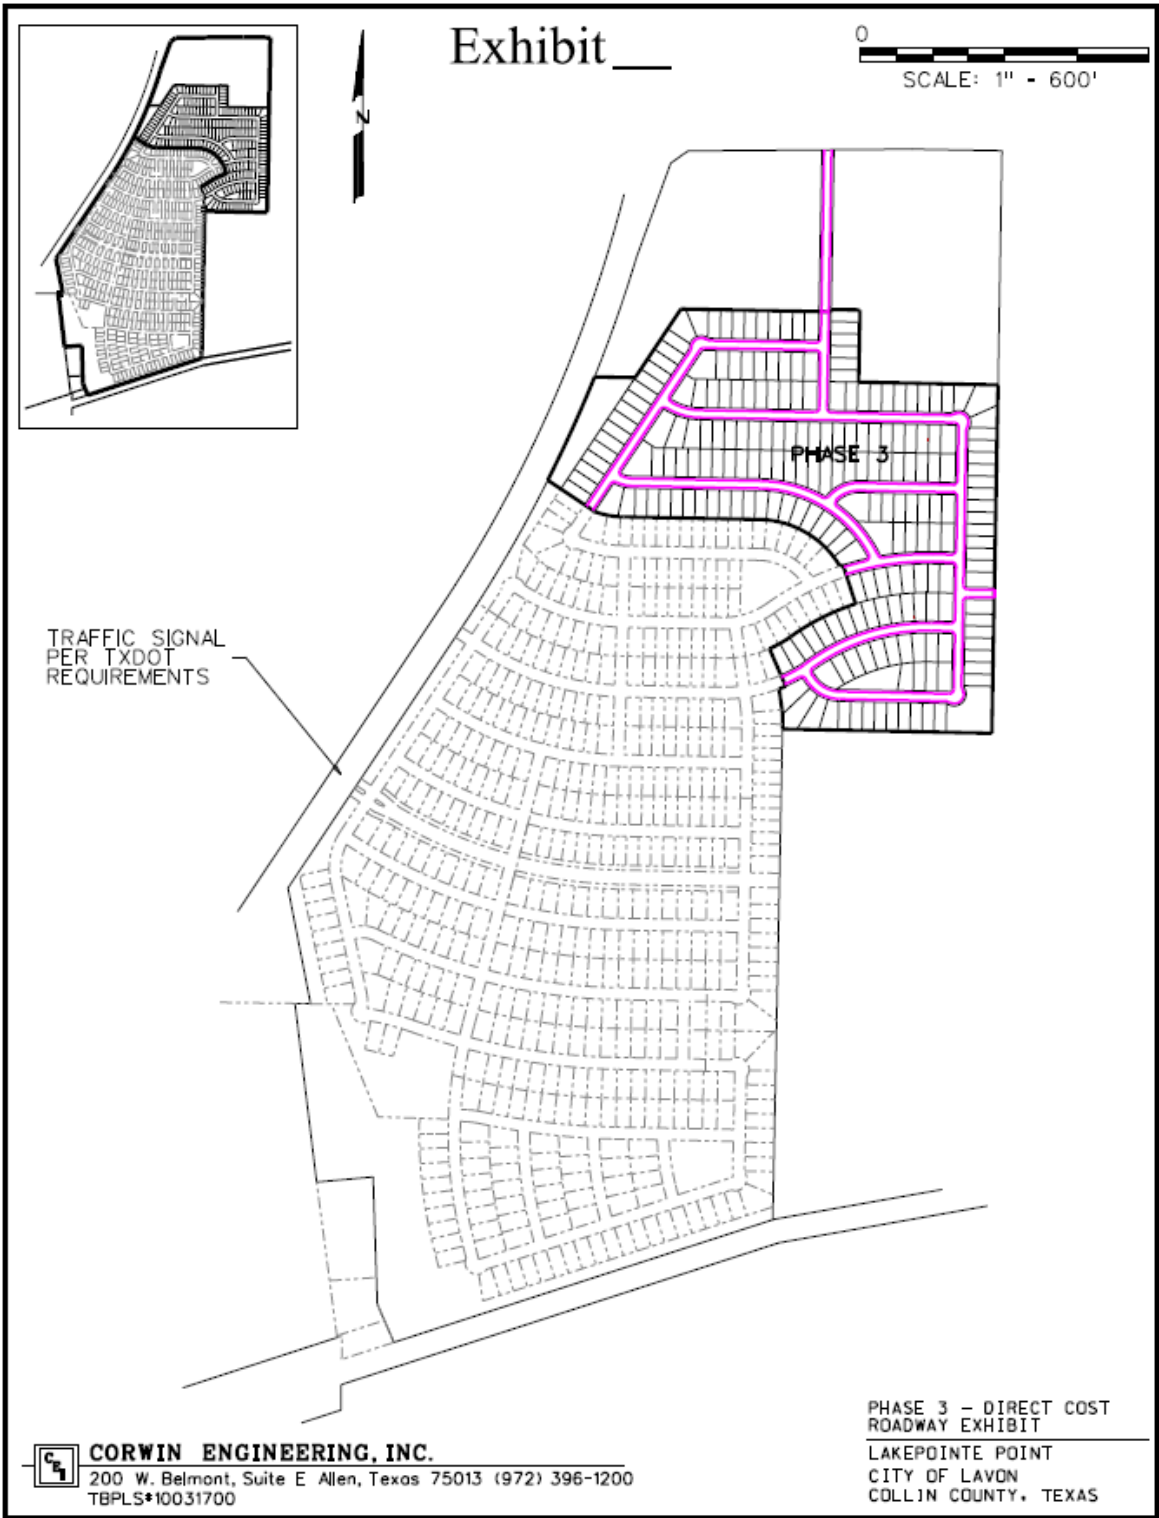 Exhibit__
0
SCALE: 1" - 600'
N
PHASE 3
TRAFFIC SIGNAL
PER TXDOT
REQUIREMENTS
PHASE 3 - DIRECT COST
ROADWAY EXHIBIT
LAKEPOINTE POINT
CITY OF LAVON
COLLIN COUNTY, TEXAS
CEI
CORWIN ENGINEERING, INC.
200 W. Belmont, Suite E Allen, Texas 75013 (972) 396-1200
TBPLS#10031700